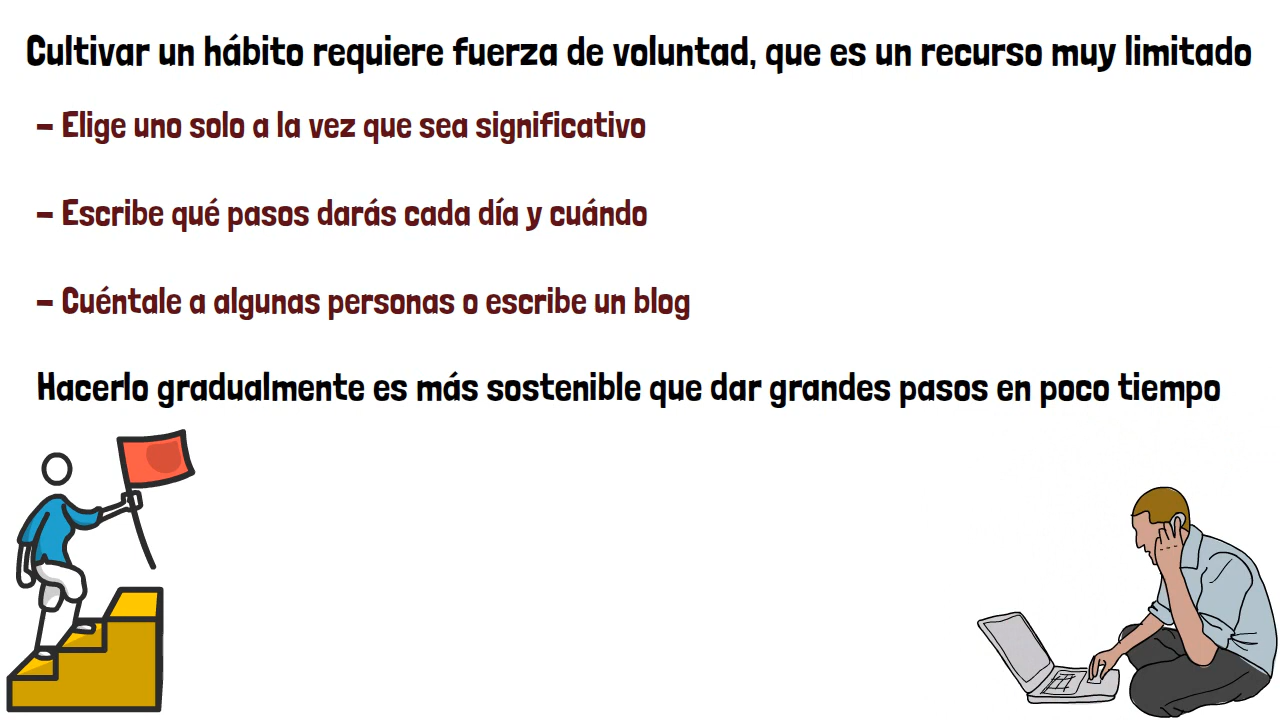 Cultivar un hábito requiere fuerza de voluntad, que es un recurso muy limitado
- Elige uno solo a la vez que sea significativo
- Escribe qué pasos darás cada día y cuándo
- Cuéntale a algunas personas o escribe un blog
Hacerlo gradualmente es más sostenible que dar grandes pasos en poco tiempo